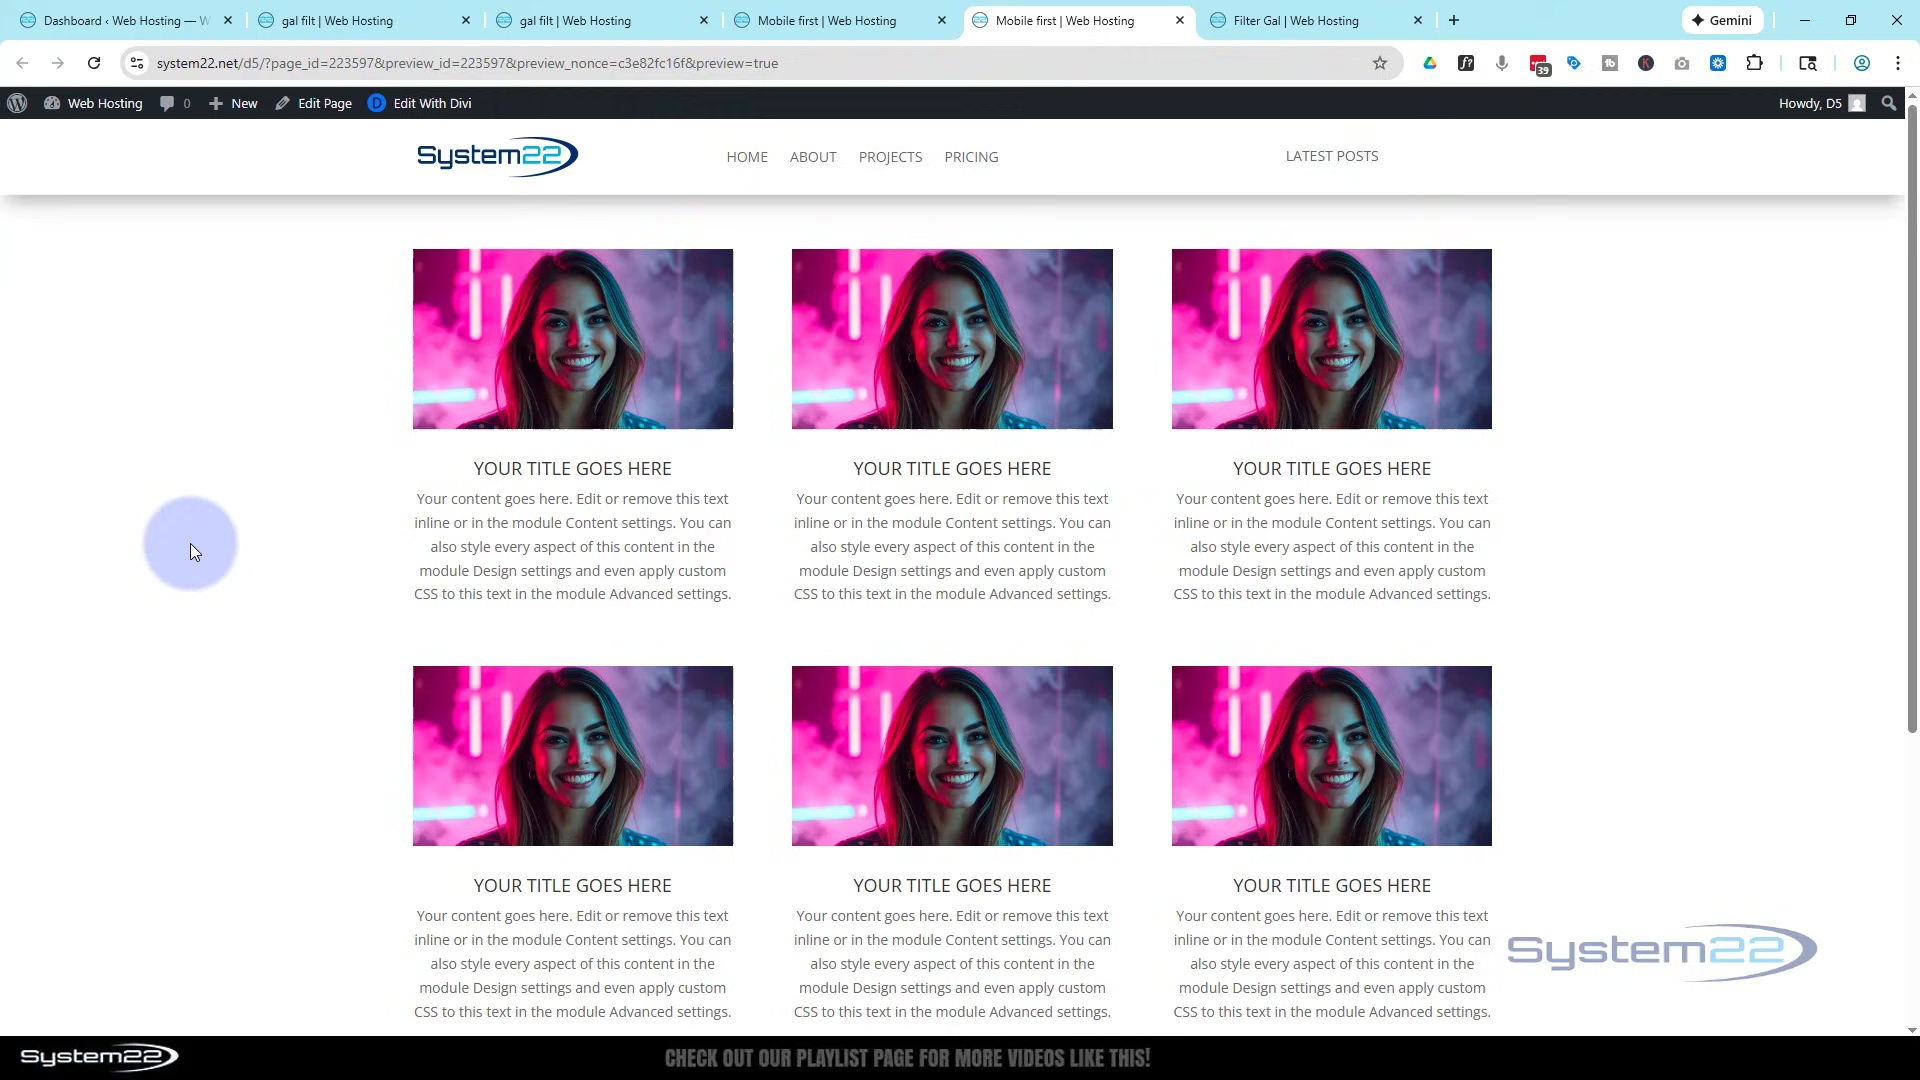 Dashboard ‹ Web Hosting — W
gal filt | Web Hosting
gal filt | Web Hosting
Mobile first | Web Hosting
Mobile first | Web Hosting
Filter Gal | Web Hosting
Gemini
system22.net/d5/?page_id=223597&preview_id=223597&preview_nonce=c3e82fc16f&preview=true
39
Web Hosting
0
New
Edit Page
D
Edit With Divi
Howdy, D5
System22
HOME
ABOUT
PROJECTS
PRICING
LATEST POSTS
YOUR TITLE GOES HERE
Your content goes here. Edit or remove this text
inline or in the module Content settings. You can
also style every aspect of this content in the
module Design settings and even apply custom
CSS to this text in the module Advanced settings.
YOUR TITLE GOES HERE
Your content goes here. Edit or remove this text
inline or in the module Content settings. You can
also style every aspect of this content in the
module Design settings and even apply custom
CSS to this text in the module Advanced settings.
YOUR TITLE GOES HERE
Your content goes here. Edit or remove this text
inline or in the module Content settings. You can
also style every aspect of this content in the
module Design settings and even apply custom
CSS to this text in the module Advanced settings.
YOUR TITLE GOES HERE
Your content goes here. Edit or remove this text
inline or in the module Content settings. You can
also style every aspect of this content in the
module Design settings and even apply custom
CSS to this text in the module Advanced settings.
YOUR TITLE GOES HERE
Your content goes here. Edit or remove this text
inline or in the module Content settings. You can
also style every aspect of this content in the
module Design settings and even apply custom
CSS to this text in the module Advanced settings.
YOUR TITLE GOES HERE
Your content goes here. Edit or remove this text
inline or in the module Content settings. You can
also style every aspect of this content in the
module Design settings and even apply custom
CSS to this text in the module Advanced settings.
System22
System22
CHECK OUT OUR PLAYLIST PAGE FOR MORE VIDEOS LIKE THIS!